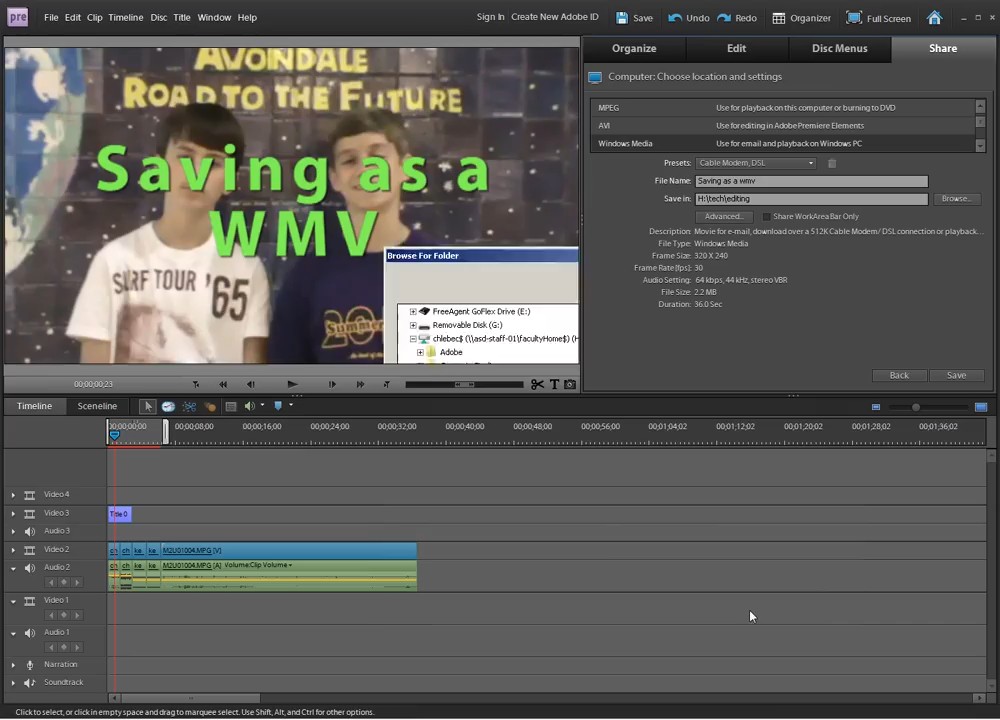 pre File Edit Clip Timeline Disc Title Window Help Sign In Create New Adobe ID Save Undo Redo Organizer Full Screen
AVONDALE
ROAD TO THE FUTURE
Saving as a
WMV
SURF TOUR '65
Summer
Browse For Folder
FreeAgent GoFlex Drive (E:)
Removable Disk (G:)
chlebec$ (\\asd-staff-01\facultyHome$) (H
Adobe
00;00;00;23
Organize Edit Disc Menus Share
Computer: Choose location and settings
MPEG Use for playback on this computer or burning to DVD
AVI Use for editing in Adobe Premiere Elements
Windows Media Use for email and playback on Windows PC
Presets: Cable Modem, DSL
File Name: Saving as a wmv
Save in: H:\tech\editing Browse...
Advanced... Share WorkArea Bar Only
Description: Movie for e-mail, download over a 512K Cable Modem/ DSL connection or playback...
File Type: Windows Media
Frame Size: 320 X 240
Frame Rate [fps]: 30
Audio Setting: 64 kbps, 44 kHz, stereo VBR
File Size: 2.2 MB
Duration: 36.0 Sec
Back Save
Timeline Sceneline
00;00;00;00 00;00;08;00 00;00;16;00 00;00;24;00 00;00;32;00 00;00;40;00 00;00;48;00 00;00;56;00 00;01;04;02 00;01;12;02 00;01;20;02 00;01;28;02 00;01;36;02
Video 4
Video 3 Title 0
Audio 3
Video 2 ch ch ke ke M2U01004.MPG [V]
Audio 2 ch ch ke ke M2U01004.MPG [A] Volume:Clip Volume
Video 1
Audio 1
Narration
Soundtrack
Click to select, or click in empty space and drag to marquee select. Use Shift, Alt, and Ctrl for other options.